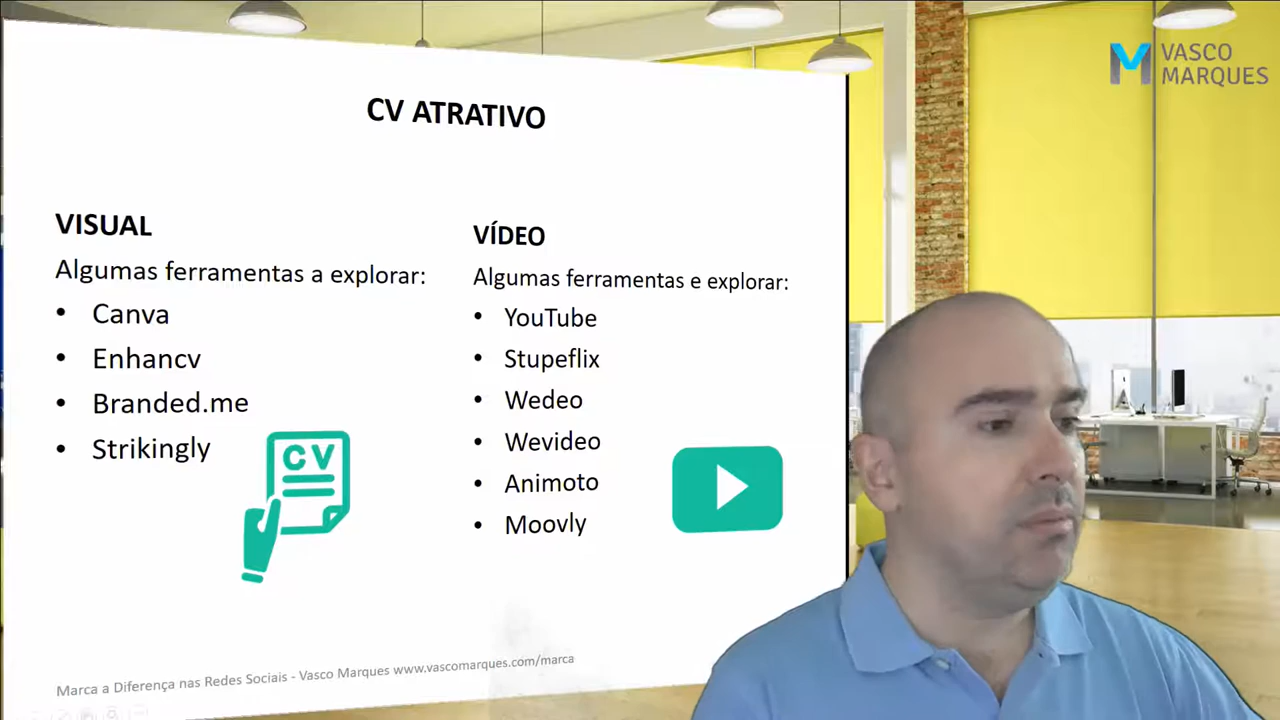 VASCO
MARQUES
CV ATRATIVO
VISUAL
Algumas ferramentas a explorar:
• Canva
• Enhancv
• Branded.me
• Strikingly
CV
VÍDEO
Algumas ferramentas e explorar:
• YouTube
• Stupeflix
• Wedeo
• Wevideo
• Animoto
• Moovly
Marca a Diferença nas Redes Sociais - Vasco Marques www.vascomarques.com/marca